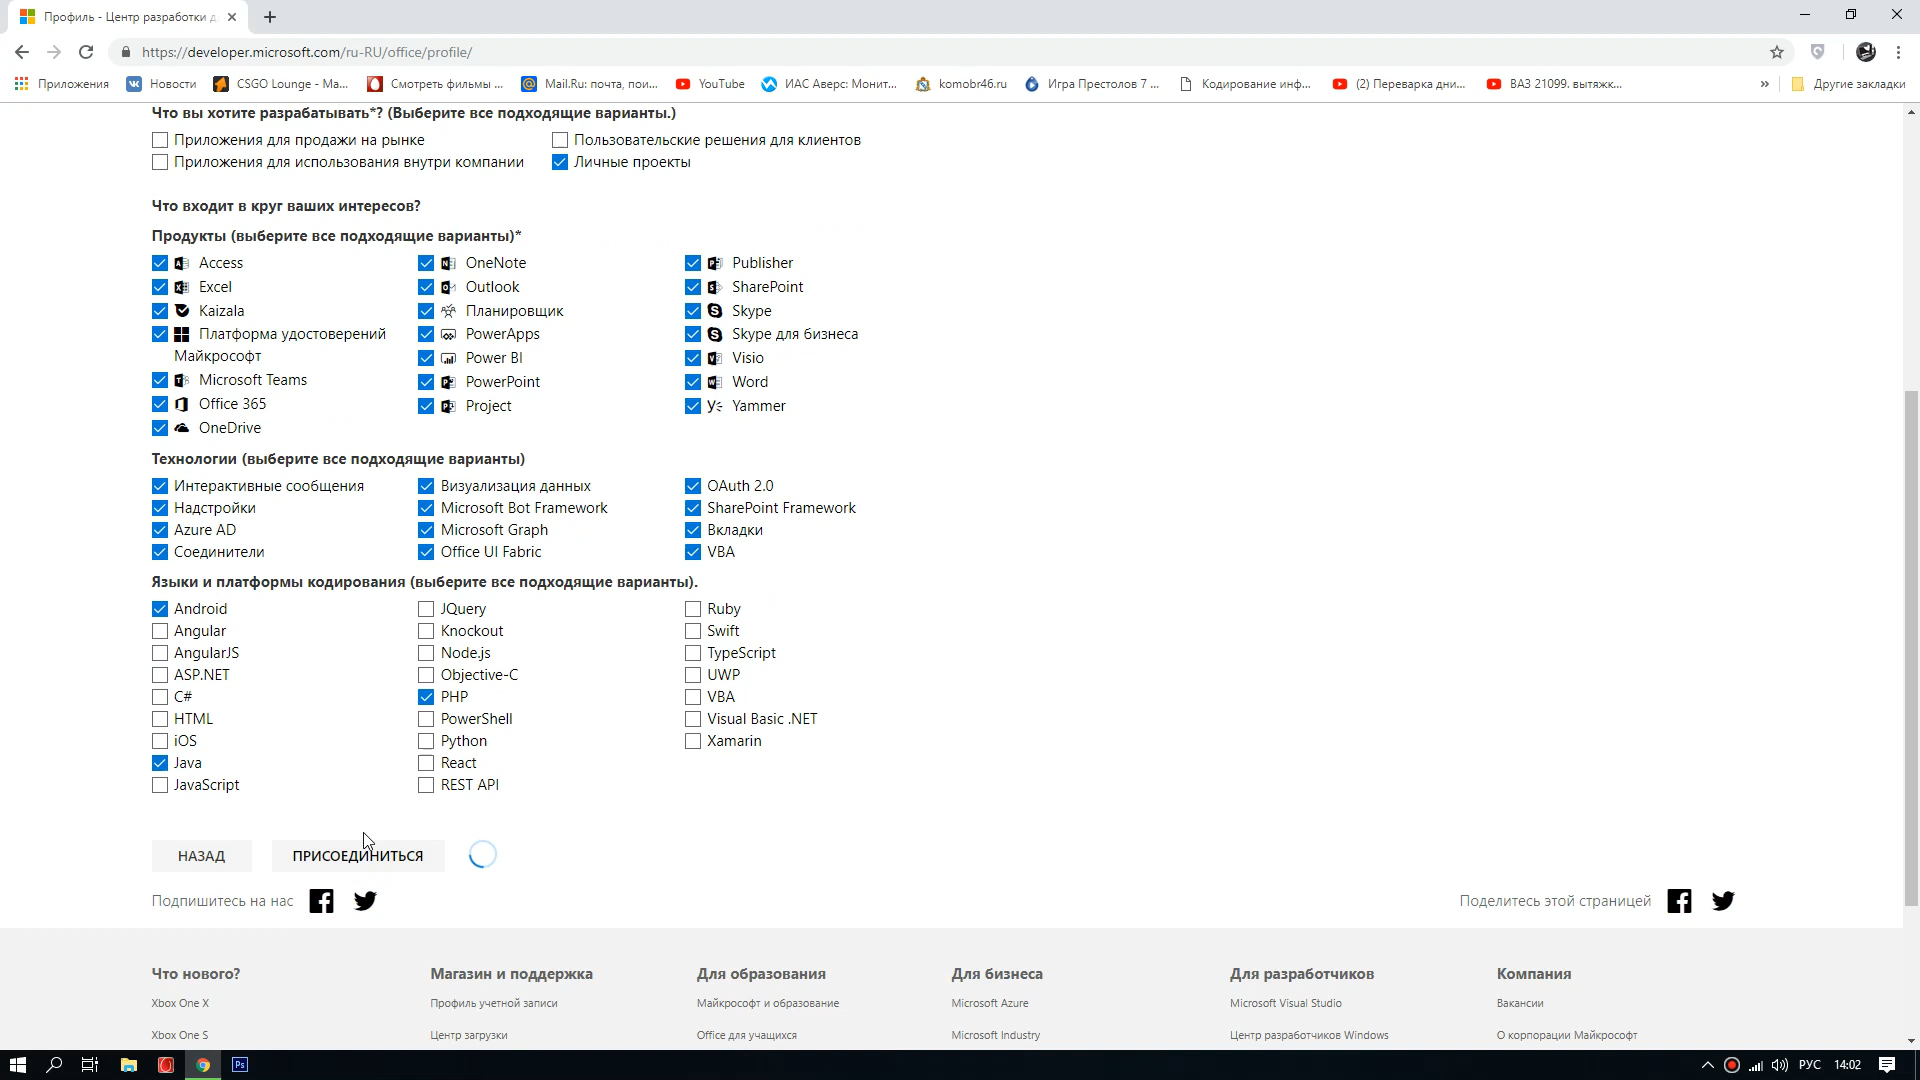 Профиль - Центр разработки д
https://developer.microsoft.com/ru-RU/office/profile/
Приложения
Новости
CSGO Lounge - Ma...
Смотреть фильмы ...
Mail.Ru: почта, пои...
YouTube
ИАС Аверс: Монит...
komobr46.ru
Игра Престолов 7 ...
Кодирование инф...
(2) Переварка дни...
ВАЗ 21099. вытяжк...
»
Другие закладки
Что вы хотите разрабатывать*? (Выберите все подходящие варианты.)
Приложения для продажи на рынке
Пользовательские решения для клиентов
Приложения для использования внутри компании
Личные проекты
Что входит в круг ваших интересов?
Продукты (выберите все подходящие варианты)*
Access
OneNote
Publisher
Excel
Outlook
SharePoint
Kaizala
Планировщик
Skype
Платформа удостоверений
Майкрософт
PowerApps
Skype для бизнеса
Power BI
Visio
Microsoft Teams
PowerPoint
Word
Office 365
Project
Yammer
OneDrive
Технологии (выберите все подходящие варианты)
Интерактивные сообщения
Визуализация данных
OAuth 2.0
Надстройки
Microsoft Bot Framework
SharePoint Framework
Azure AD
Microsoft Graph
Вкладки
Соединители
Office UI Fabric
VBA
Языки и платформы кодирования (выберите все подходящие варианты).
Android
JQuery
Ruby
Angular
Knockout
Swift
AngularJS
Node.js
TypeScript
ASP.NET
Objective-C
UWP
C#
PHP
VBA
HTML
PowerShell
Visual Basic .NET
iOS
Python
Xamarin
Java
React
JavaScript
REST API
НАЗАД
ПРИСОЕДИНИТЬСЯ
Подпишитесь на нас
Поделитесь этой страницей
Что нового?
Магазин и поддержка
Для образования
Для бизнеса
Для разработчиков
Компания
Xbox One X
Профиль учетной записи
Майкрософт и образование
Microsoft Azure
Microsoft Visual Studio
Вакансии
Xbox One S
Центр загрузки
Office для учащихся
Microsoft Industry
Центр разработчиков Windows
О корпорации Майкрософт
Ps
РУС
14:02